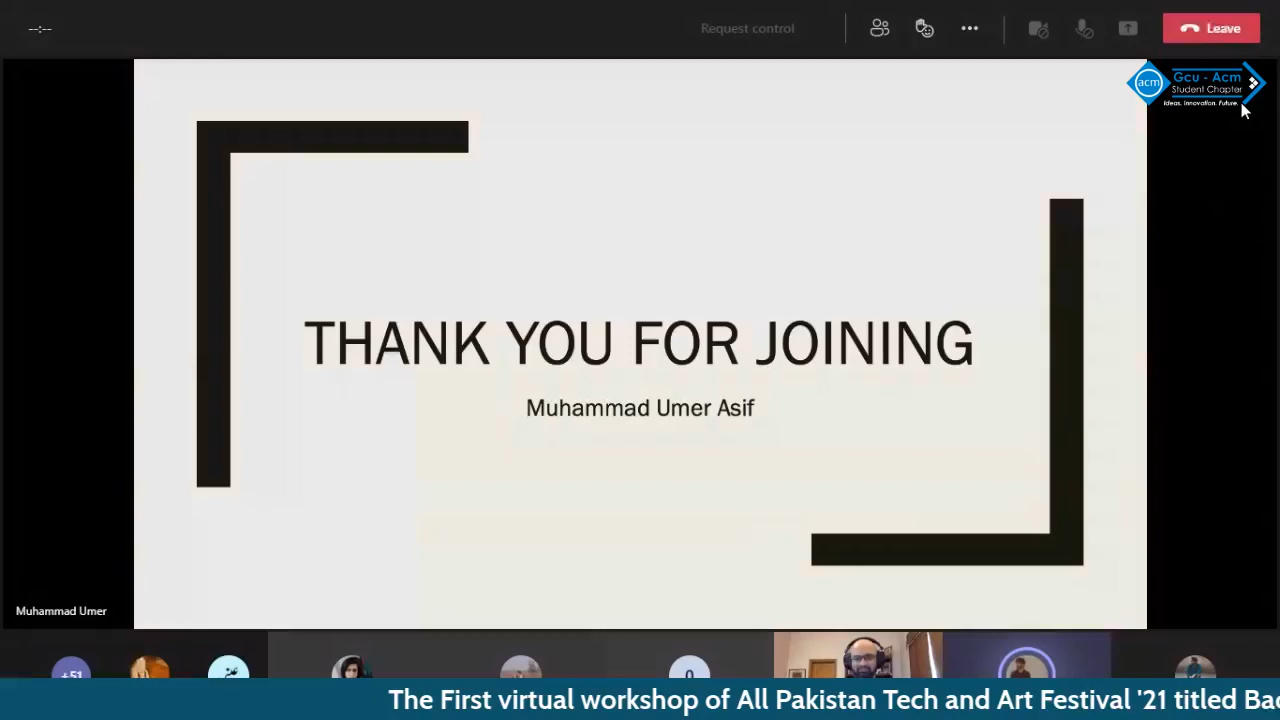 --:--
Request control
Leave
acm
Gcu - Acm
Student Chapter
Ideas. Innovation. Future.
THANK YOU FOR JOINING
Muhammad Umer Asif
Muhammad Umer
+51
The First virtual workshop of All Pakistan Tech and Art Festival '21 titled